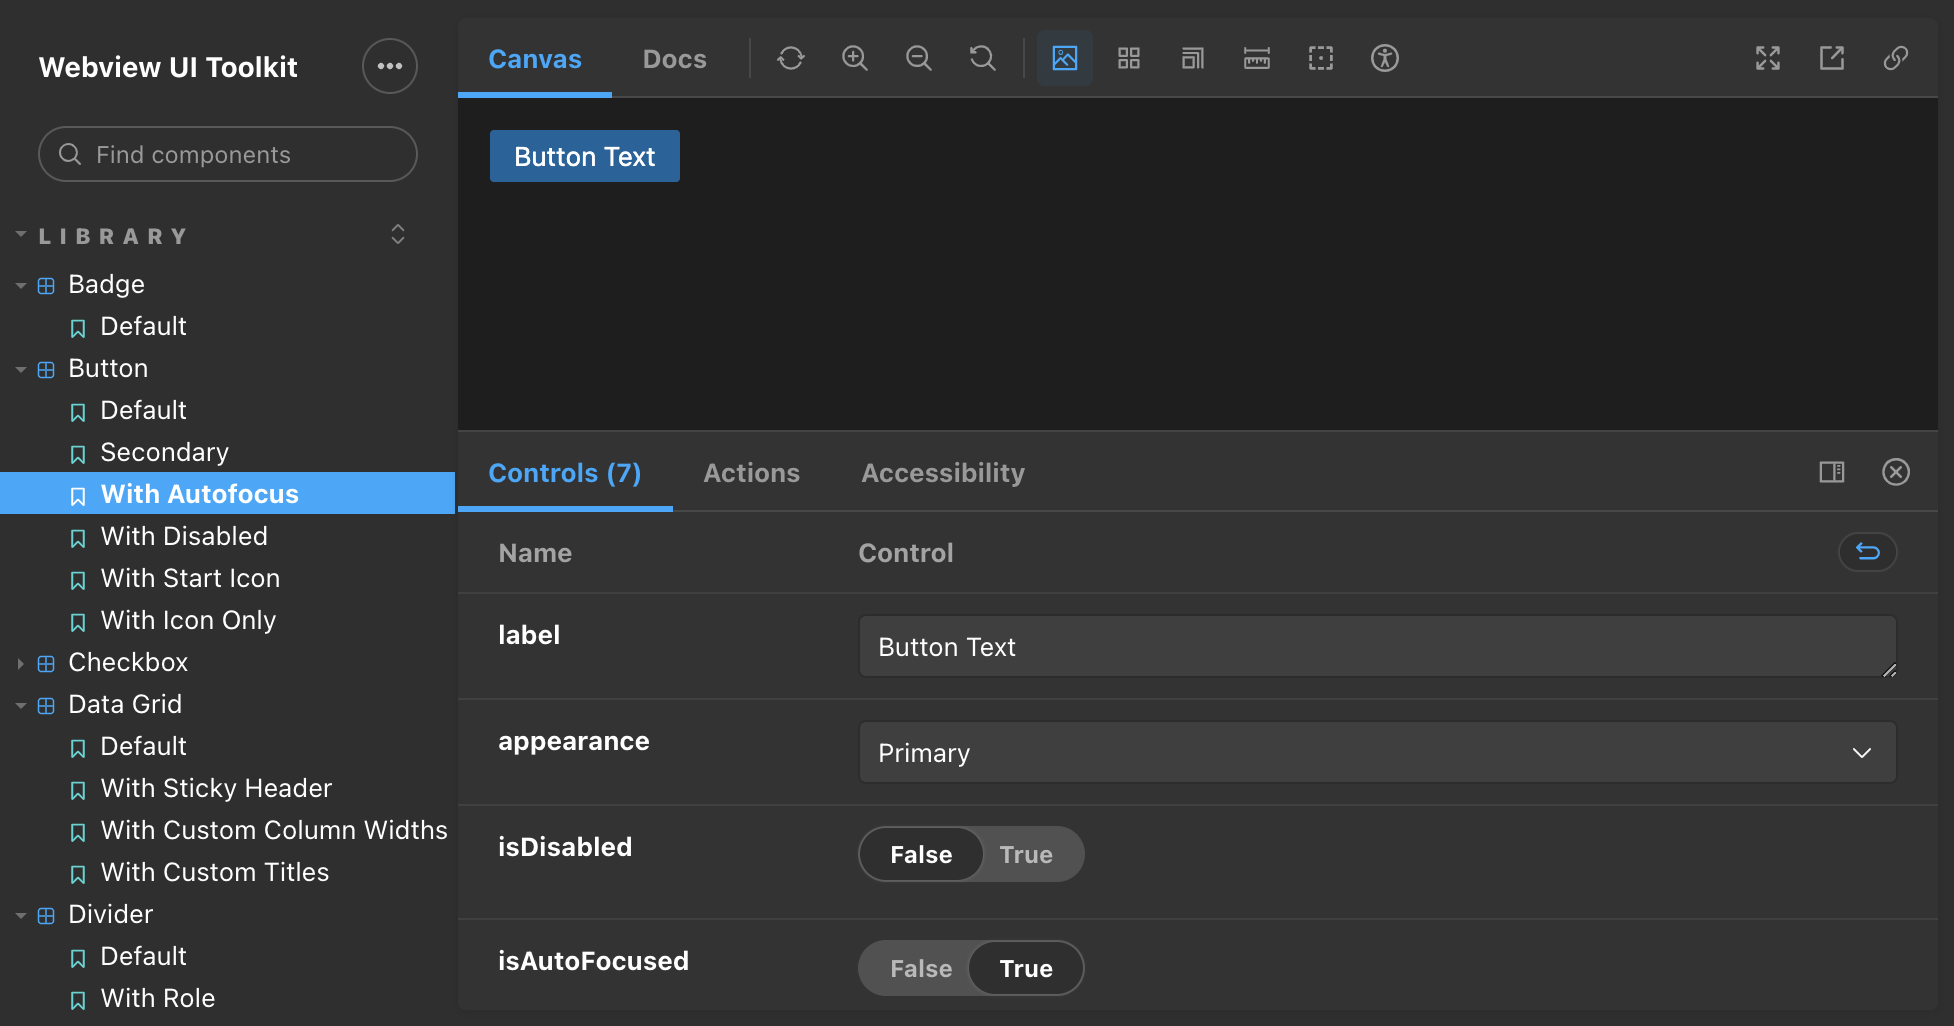 Webview UI Toolkit
Find components
LIBRARY
Badge
Default
Button
Default
Secondary
With Autofocus
With Disabled
With Start Icon
With Icon Only
Checkbox
Data Grid
Default
With Sticky Header
With Custom Column Widths
With Custom Titles
Divider
Default
With Role
Canvas Docs
Button Text
Controls (7) Actions Accessibility
Name Control
label Button Text
appearance Primary
isDisabled False True
isAutoFocused False True